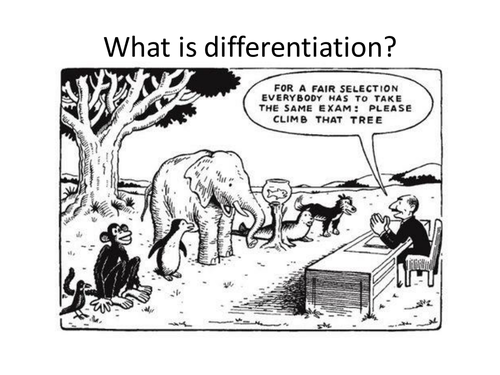 What is differentiation?
FOR A FAIR SELECTION
EVERYBODY HAS TO TAKE
THE SAME EXAM: PLEASE
CLIMB THAT TREE